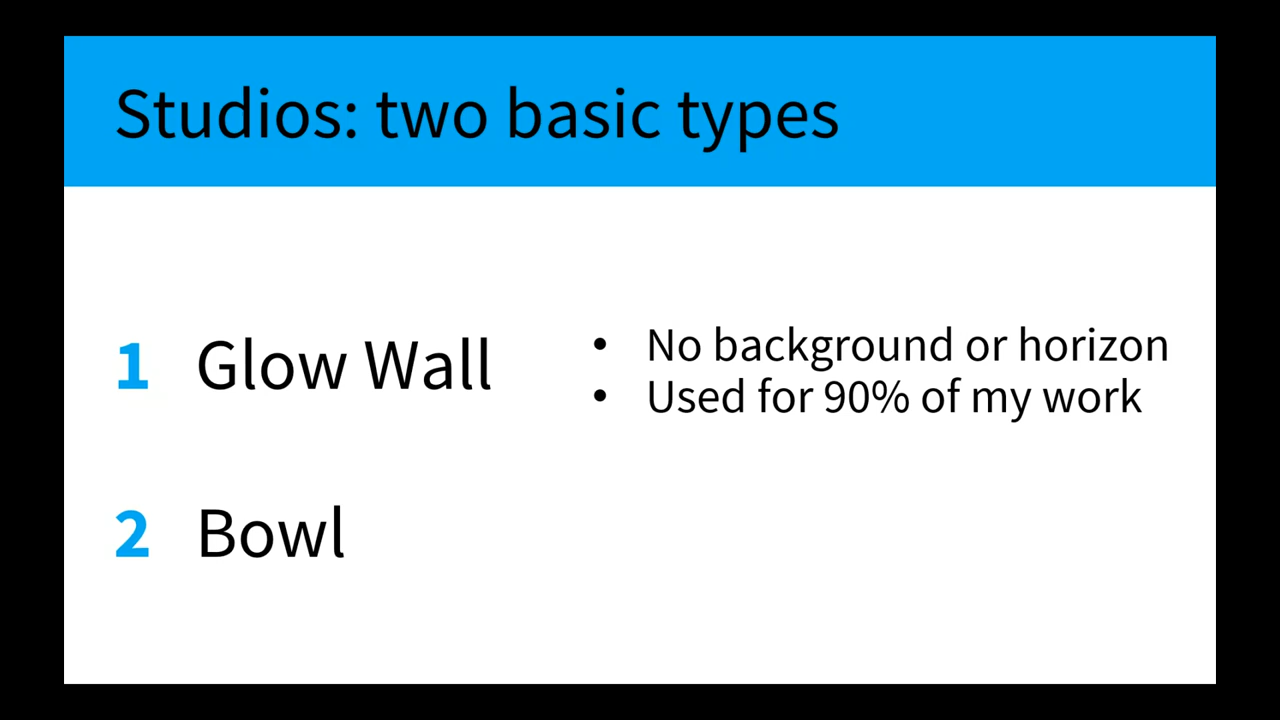 Studios: two basic types
1 Glow Wall
• No background or horizon
• Used for 90% of my work
2 Bowl